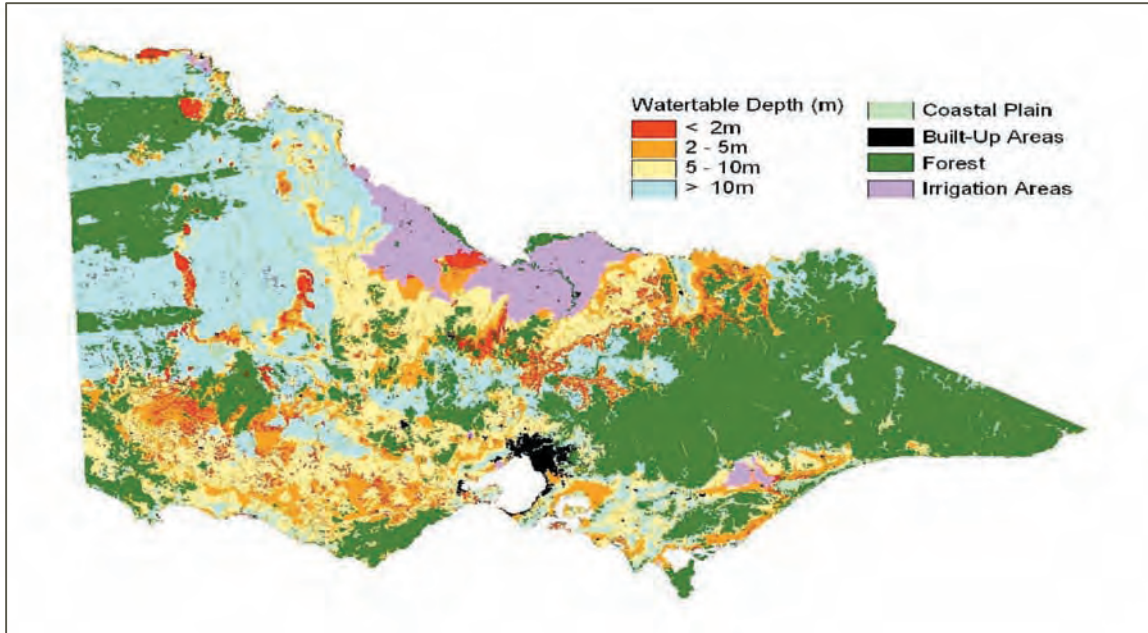 Watertable Depth (m)
< 2m
2 - 5m
5 - 10m
> 10m
Coastal Plain
Built-Up Areas
Forest
Irrigation Areas